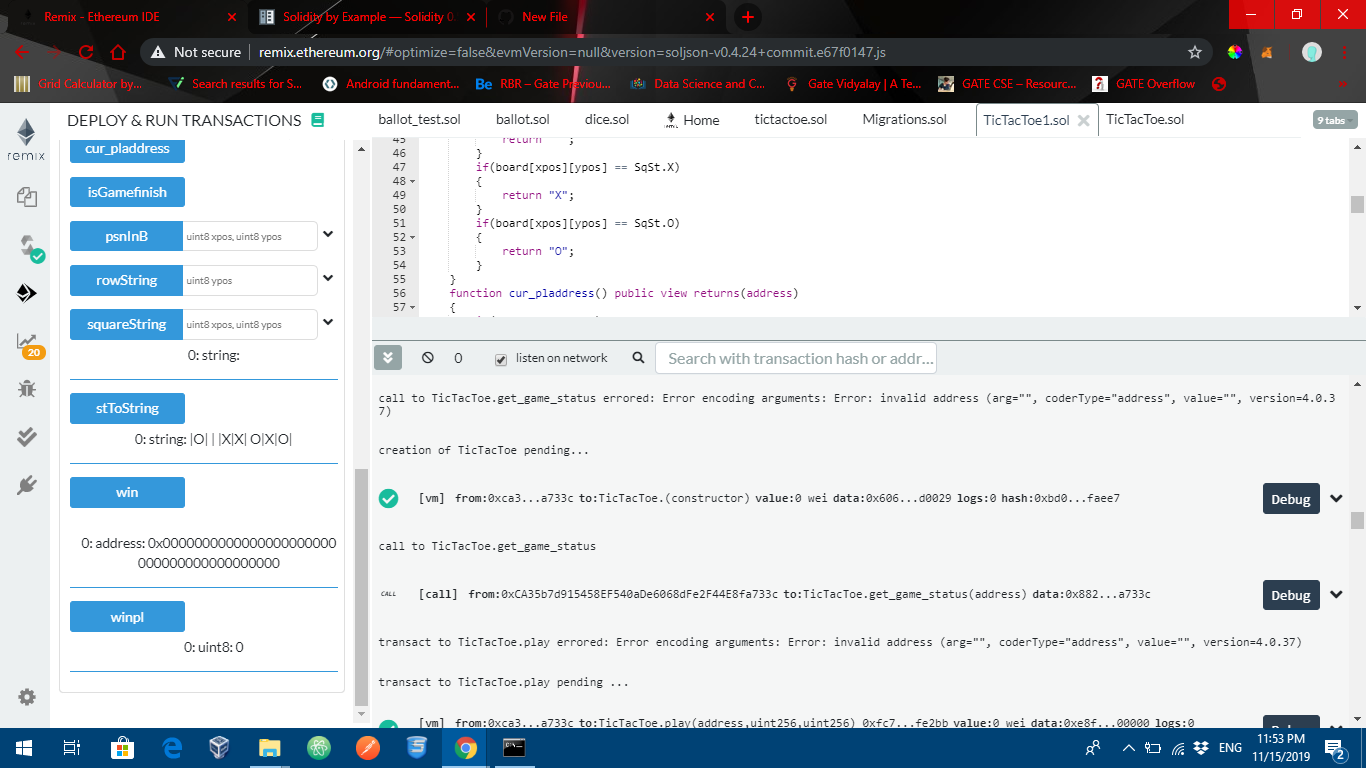 Remix - Ethereum IDE
Solidity by Example — Solidity 0.
New File
Not secure
remix.ethereum.org/#optimize=false&evmVersion=null&version=soljson-v0.4.24+commit.e67f0147.js
Grid Calculator by...
Search results for S...
Android fundament...
Be RBR – Gate Previou...
Data Science and C...
Gate Vidyalay | A Te...
GATE CSE – Resourc...
GATE Overflow
remix
20
DEPLOY & RUN TRANSACTIONS
cur_pladdress
isGamefinish
psnInB uint8 xpos, uint8 ypos
rowString uint8 ypos
squareString uint8 xpos, uint8 ypos
0: string:
stToString
0: string: |O| | |X|X| O|X|O|
win
0: address: 0x00000000000000000000000
00000000000000000
winpl
0: uint8: 0
ballot_test.sol
ballot.sol
dice.sol
Home
tictactoe.sol
Migrations.sol
TicTacToe1.sol
TicTacToe.sol
9 tabs
45 return " ";
46 }
47 if(board[xpos][ypos] == SqSt.X)
48 {
49 return "X";
50 }
51 if(board[xpos][ypos] == SqSt.O)
52 {
53 return "O";
54 }
55 }
56 function cur_pladdress() public view returns(address)
57 {
0
listen on network
Search with transaction hash or addr...
call to TicTacToe.get_game_status errored: Error encoding arguments: Error: invalid address (arg="", coderType="address", value="", version=4.0.3
7)
creation of TicTacToe pending...
[vm] from:0xca3...a733c to:TicTacToe.(constructor) value:0 wei data:0x606...d0029 logs:0 hash:0xbd0...faee7
Debug
call to TicTacToe.get_game_status
CALL [call] from:0xCA35b7d915458EF540aDe6068dFe2F44E8fa733c to:TicTacToe.get_game_status(address) data:0x882...a733c
Debug
transact to TicTacToe.play errored: Error encoding arguments: Error: invalid address (arg="", coderType="address", value="", version=4.0.37)
transact to TicTacToe.play pending ...
[vm] from:0xca3...a733c to:TicTacToe.play(address,uint256,uint256) 0xfc7...fe2bb value:0 wei data:0xe8f...00000 logs:0
Debug
ENG
11:53 PM
11/15/2019
2